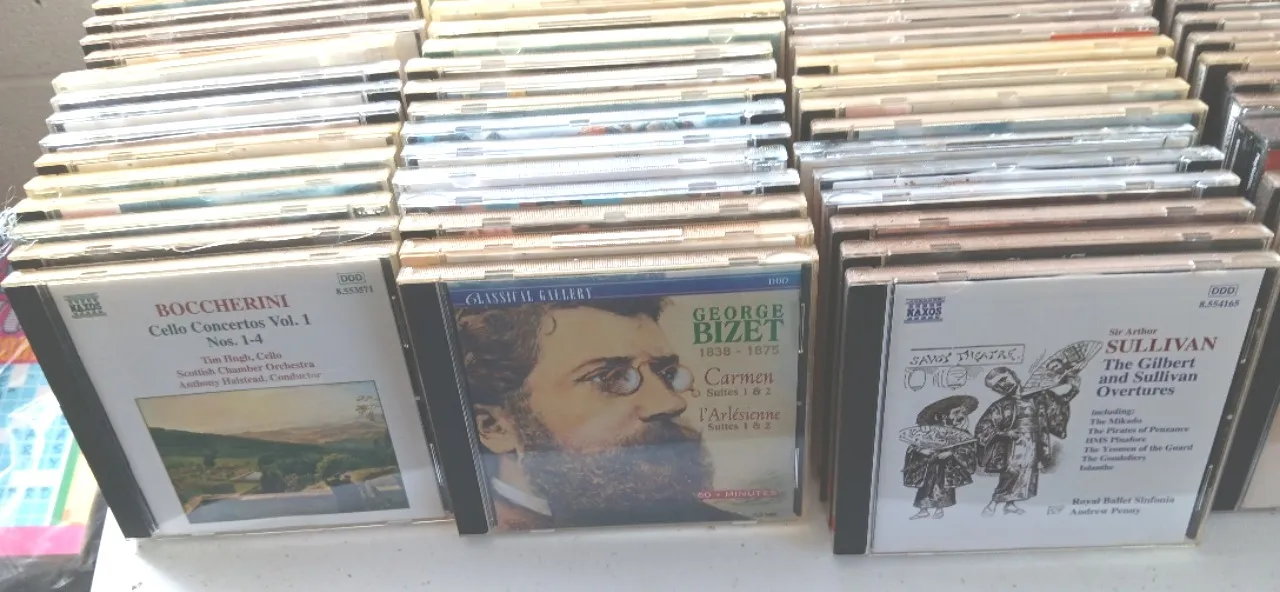 NAXOS
DDD
8.553571
BOCCHERINI
Cello Concertos Vol. 1
Nos. 1-4
Tim Hugh, Cello
Scottish Chamber Orchestra
Anthony Halstead, Conductor
CLASSICAL GALLERY
DDD
GEORGE
BIZET
1838 - 1875
Carmen
Suites 1 & 2
l'Arlésienne
Suites 1 & 2
60 + MINUTES
NAXOS
DDD
8.554165
SAVOY THEATRE.
Sir Arthur
SULLIVAN
The Gilbert
and Sullivan
Overtures
including:
The Mikado
The Pirates of Penzance
HMS Pinafore
The Yeomen of the Guard
The Gondoliers
Iolanthe
Royal Ballet Sinfonia
Andrew Penny